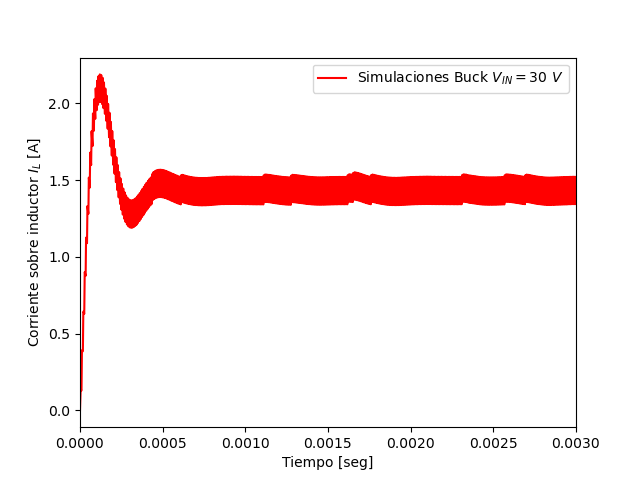 Simulaciones Buck $V_{IN} = 30\ V$
2.0
1.5
1.0
0.5
0.0
Corriente sobre inductor $I_L$ [A]
0.0000 0.0005 0.0010 0.0015 0.0020 0.0025 0.0030
Tiempo [seg]